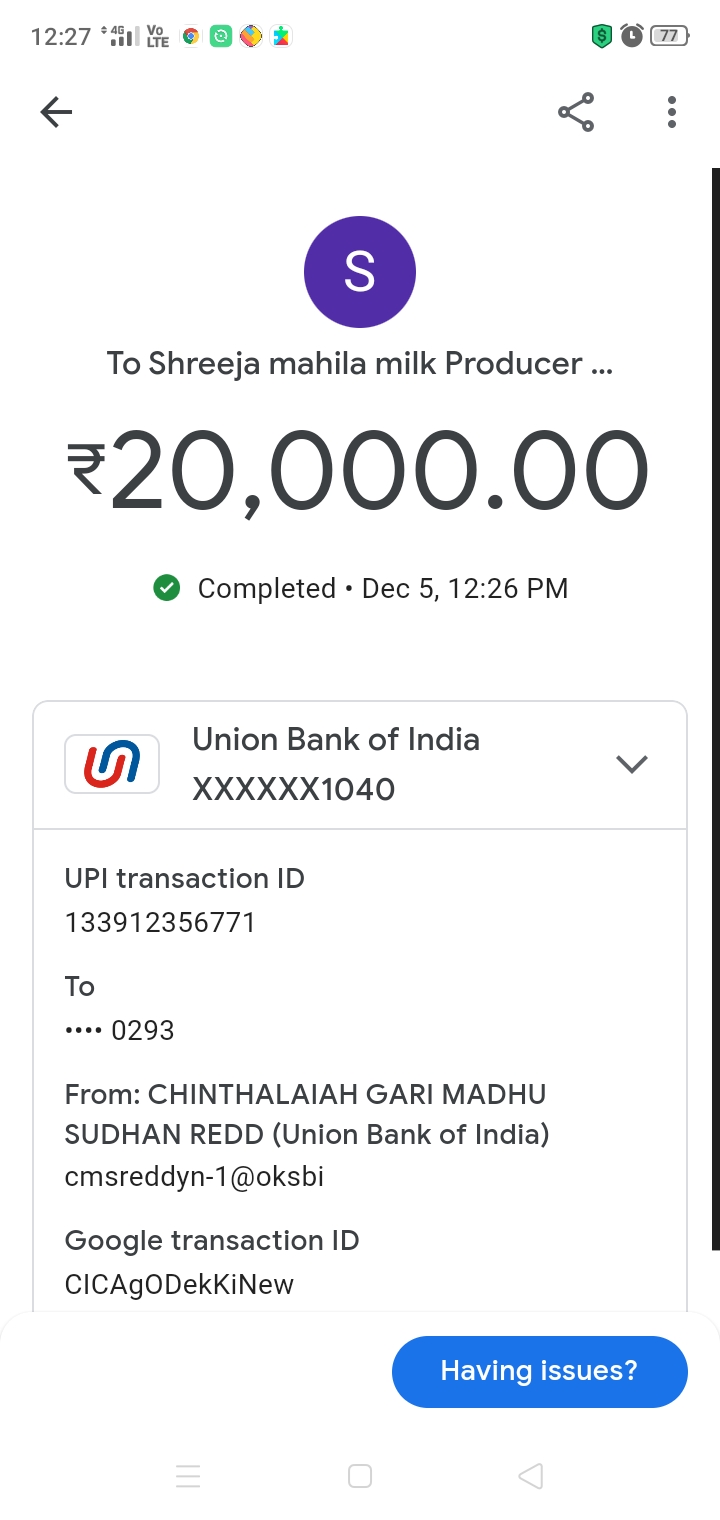 12:27 4G Vo LTE 77
S
To Shreeja mahila milk Producer ...
₹20,000.00
Completed • Dec 5, 12:26 PM
Union Bank of India
XXXXXX1040
UPI transaction ID
133912356771
To
•••• 0293
From: CHINTHALAIAH GARI MADHU
SUDHAN REDD (Union Bank of India)
cmsreddyn-1@oksbi
Google transaction ID
CICAgODekKiNew
Having issues?